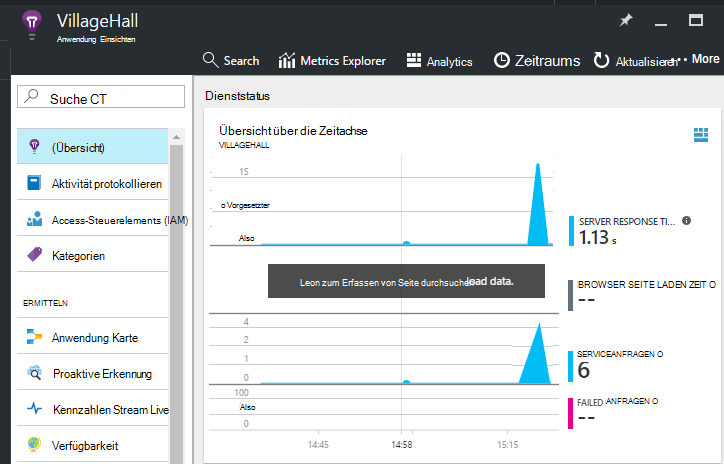 VillageHall
Anwendung Einsichten
Search
Metrics Explorer
Analytics
Zeitraums
Aktualisieren
More
Suche CT
(Übersicht)
Aktivität protokollieren
Access-Steuerelements (IAM)
Kategorien
ERMITTELN
Anwendung Karte
Proaktive Erkennung
Kennzahlen Stream Live
Verfügbarkeit
Dienststatus
Übersicht über die Zeitachse
VILLAGEHALL
1S
o Vorgesetzter
Also
SERVER RESPONSE TI...
1.13 s
Leon zum Erfassen von Seite durchsuchen load data.
BROWSER SEITE LADEN ZEIT O
--
4
2
1
0
SERVICEANFRAGEN O
6
100
Also
0
FAILED ANFRAGEN O
--
14:45
14:58
15:15